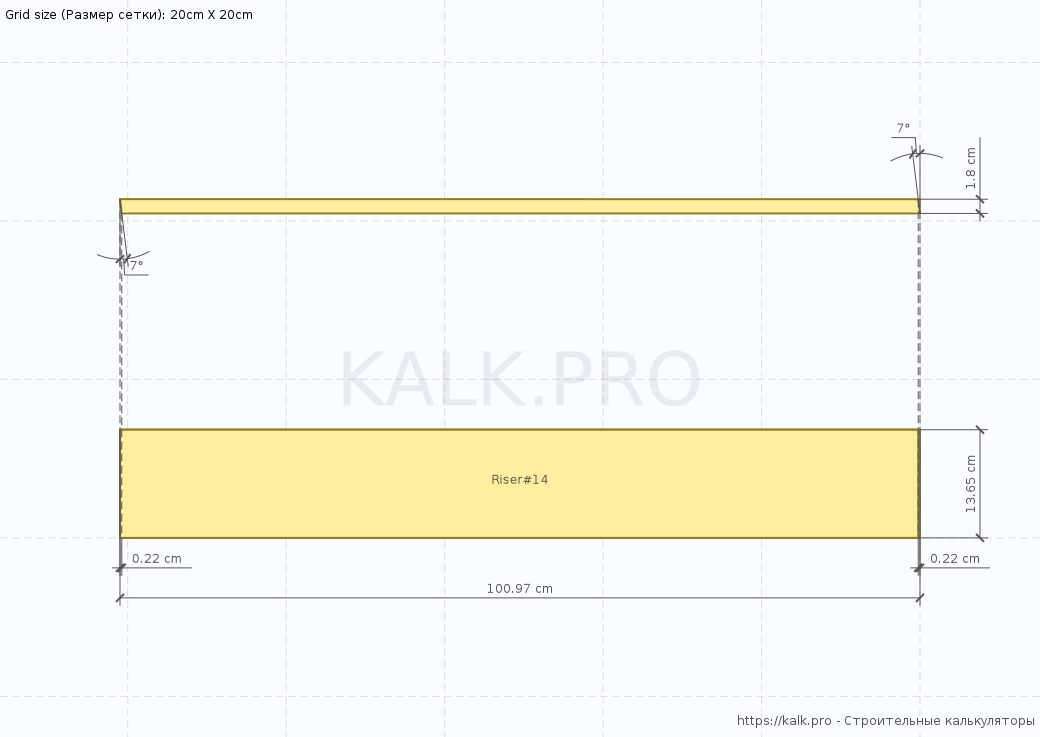 Grid size (Размер сетки): 20cm X 20cm
7°
1.8 cm
7°
KALK.PRO
Riser#14
13.65 cm
0.22 cm
0.22 cm
100.97 cm
https://kalk.pro - Строительные калькуляторы